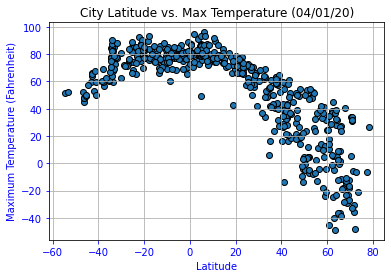 City Latitude vs. Max Temperature (04/01/20)
Maximum Temperature (Fahrenheit)
100
80
60
40
20
0
−20
−40
−60 −40 −20 0 20 40 60 80
Latitude